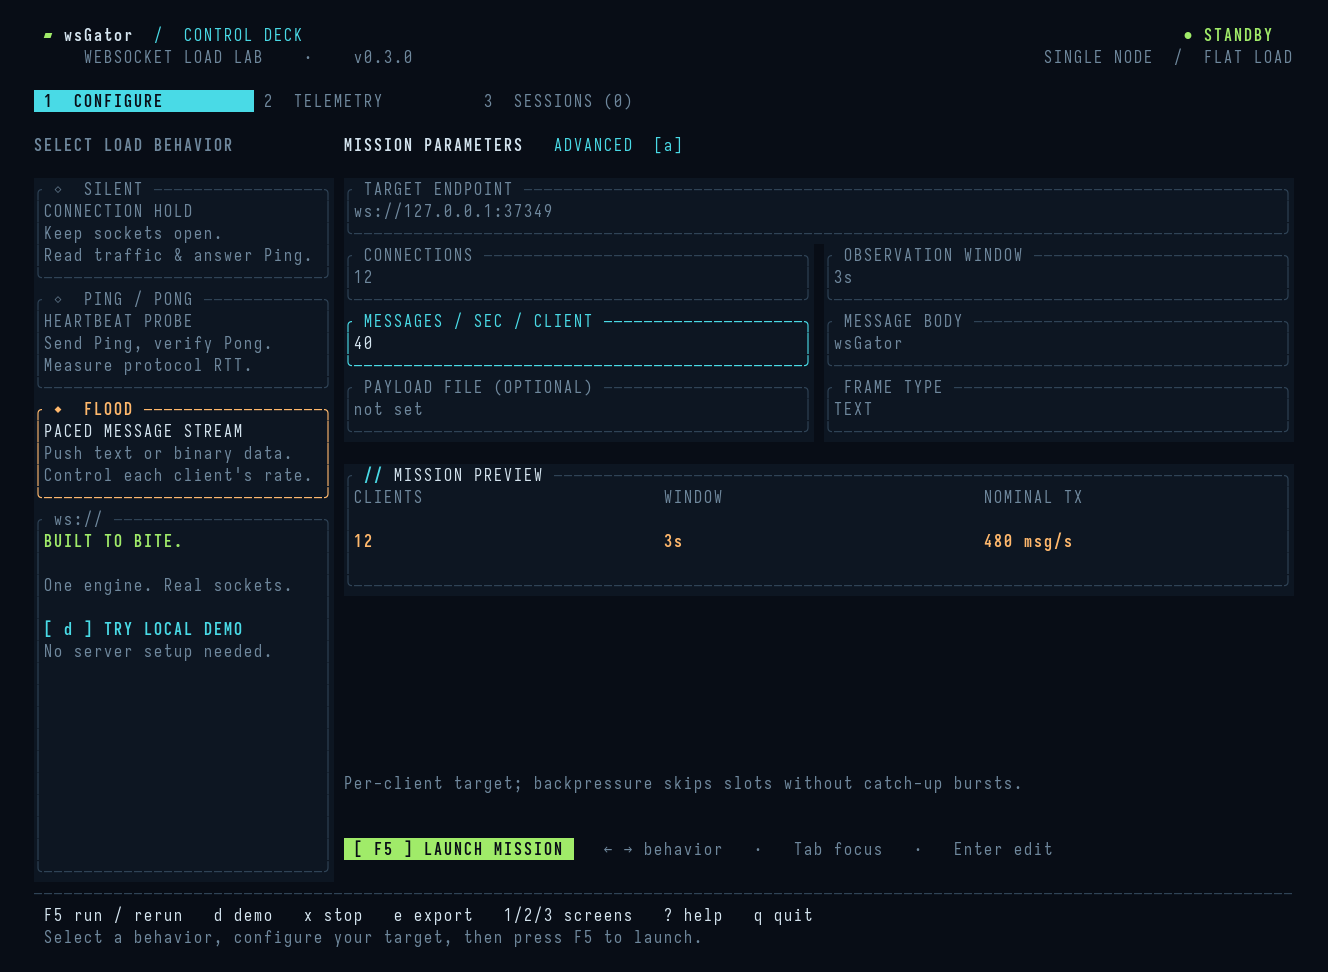 wsGator / CONTROL DECK
● STANDBY
WEBSOCKET LOAD LAB · v0.3.0
SINGLE NODE / FLAT LOAD
1 CONFIGURE 2 TELEMETRY 3 SESSIONS (0)
SELECT LOAD BEHAVIOR
◇ SILENT
CONNECTION HOLD
Keep sockets open.
Read traffic & answer Ping.
◇ PING / PONG
HEARTBEAT PROBE
Send Ping, verify Pong.
Measure protocol RTT.
◆ FLOOD
PACED MESSAGE STREAM
Push text or binary data.
Control each client's rate.
ws://
BUILT TO BITE.
One engine. Real sockets.
[ d ] TRY LOCAL DEMO
No server setup needed.
MISSION PARAMETERS ADVANCED [a]
TARGET ENDPOINT
ws://127.0.0.1:37349
CONNECTIONS
12
OBSERVATION WINDOW
3s
MESSAGES / SEC / CLIENT
40
MESSAGE BODY
wsGator
PAYLOAD FILE (OPTIONAL)
not set
FRAME TYPE
TEXT
// MISSION PREVIEW
CLIENTS WINDOW NOMINAL TX
12 3s 480 msg/s
Per-client target; backpressure skips slots without catch-up bursts.
[ F5 ] LAUNCH MISSION ← → behavior · Tab focus · Enter edit
F5 run / rerun d demo x stop e export 1/2/3 screens ? help q quit
Select a behavior, configure your target, then press F5 to launch.